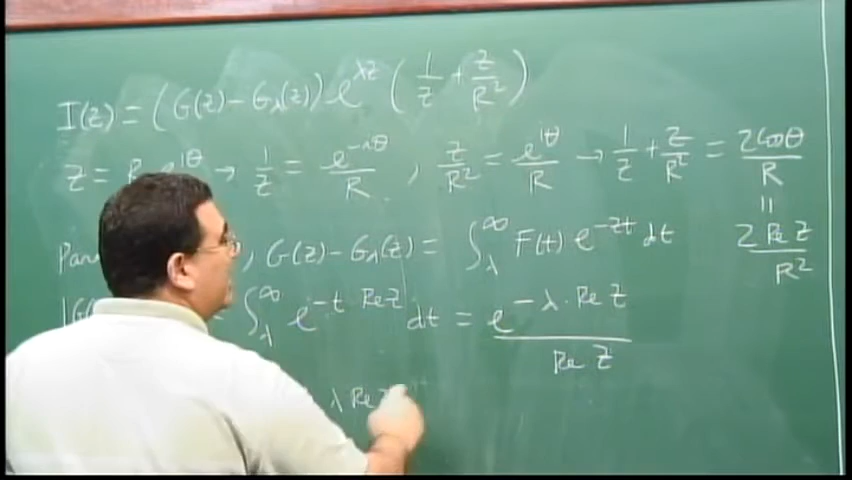 I(z) = (G(z) - G_λ(z)) e^{λz} (1/z + z/R²)
z = e^{iθ} → 1/z = e^{-iθ}/R , z/R² = e^{iθ}/R → 1/z + z/R² = 2cosθ/R
Para , G(z) - G_λ(z) = ∫_λ^∞ F(t) e^{-zt} dt
= 2 Re z/R²
|G ∫_λ^∞ e^{-t·Re z} dt = e^{-λ·Re z}/Re z
λ Re z